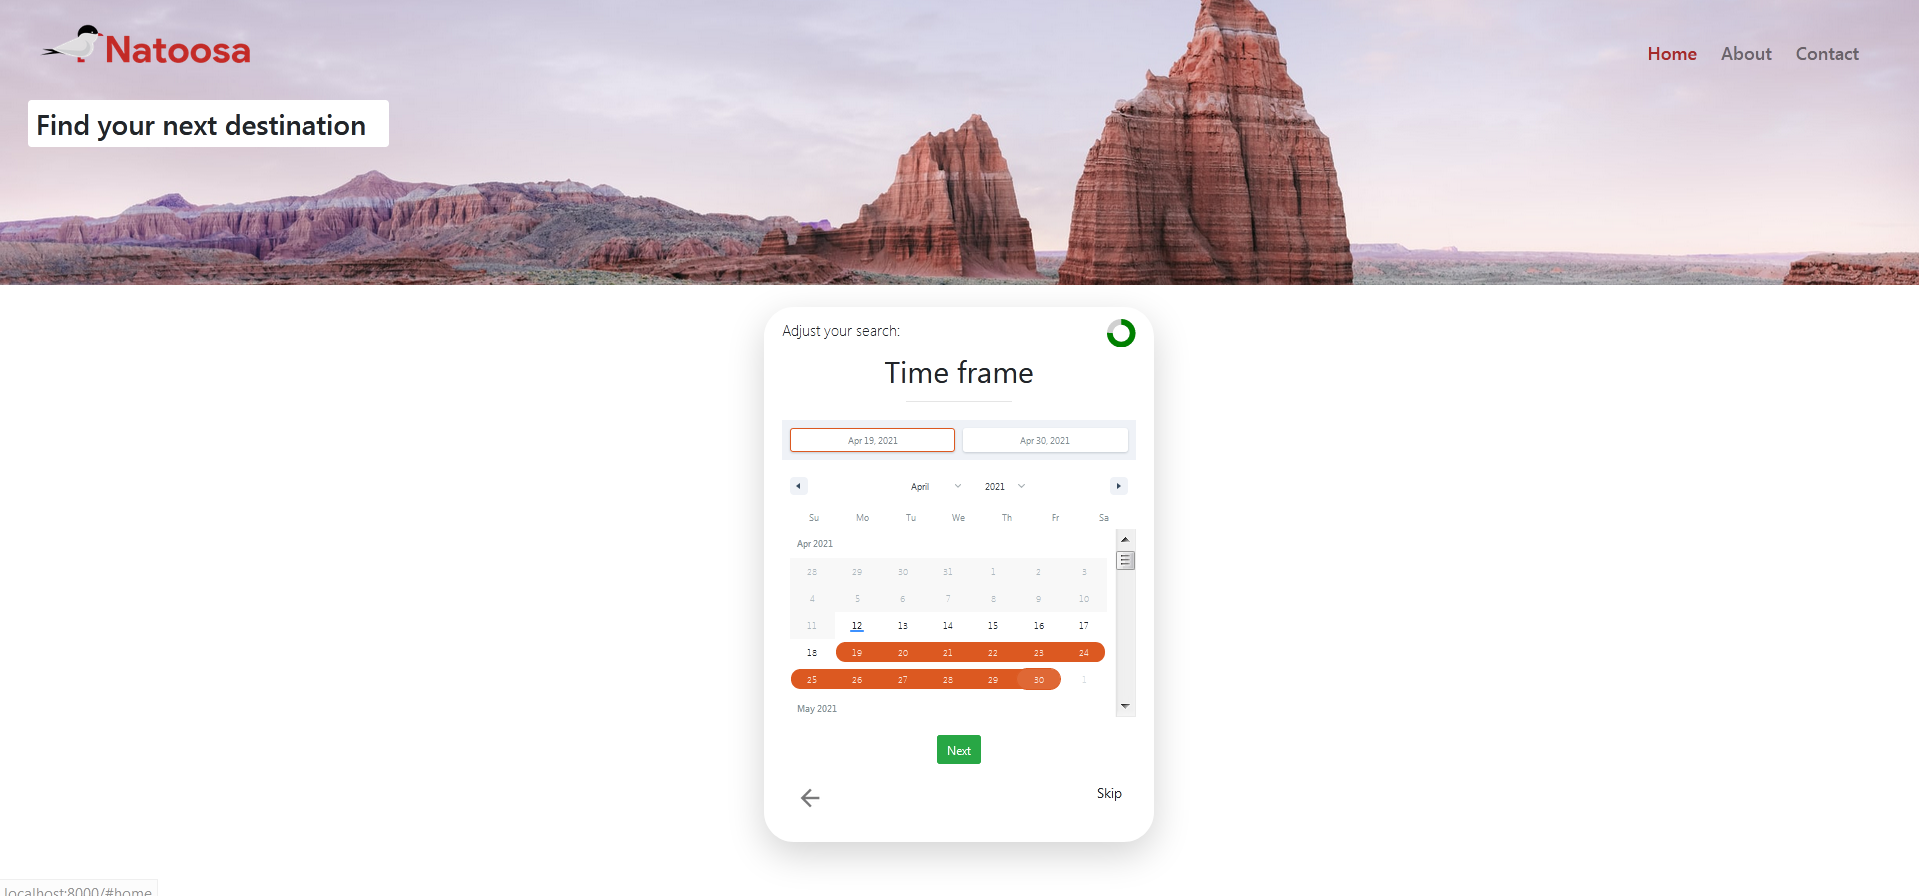 Natoosa
Home About Contact
Find your next destination
Adjust your search:
Time frame
Apr 19, 2021 Apr 30, 2021
April 2021
Su Mo Tu We Th Fr Sa
Apr 2021
28 29 30 31 1 2 3
4 5 6 7 8 9 10
11 12 13 14 15 16 17
18 19 20 21 22 23 24
25 26 27 28 29 30 1
May 2021
Next
Skip
localhost:8000/#home